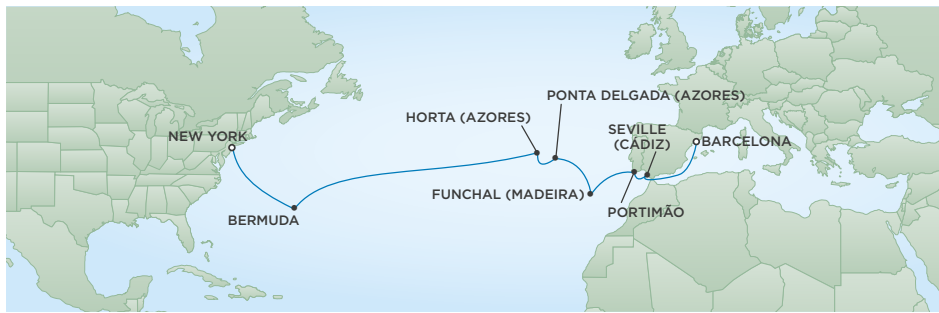 PONTA DELGADA (AZORES)
HORTA (AZORES)
SEVILLE
(CÁDIZ)
NEW YORK
BARCELONA
FUNCHAL (MADEIRA)
PORTIMÃO
BERMUDA